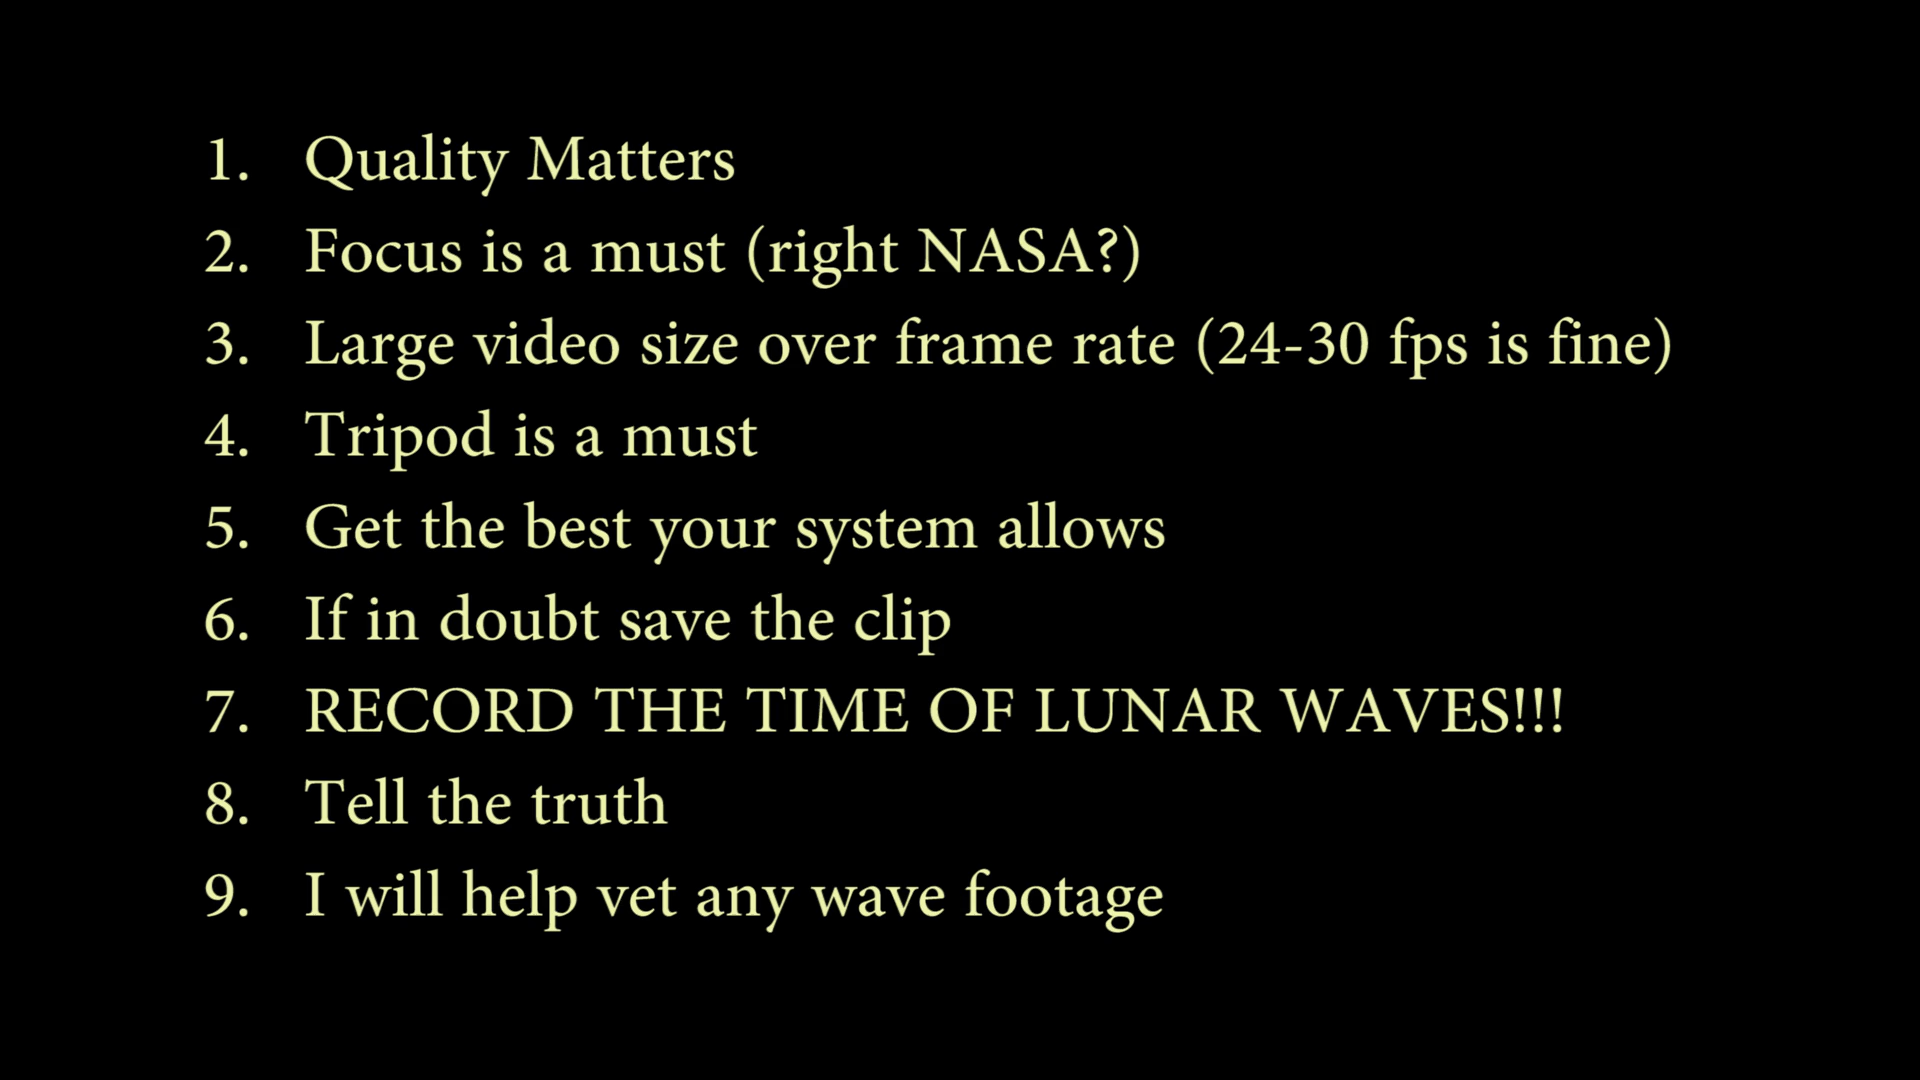 1. Quality Matters
2. Focus is a must (right NASA?)
3. Large video size over frame rate (24-30 fps is fine)
4. Tripod is a must
5. Get the best your system allows
6. If in doubt save the clip
7. RECORD THE TIME OF LUNAR WAVES!!!
8. Tell the truth
9. I will help vet any wave footage